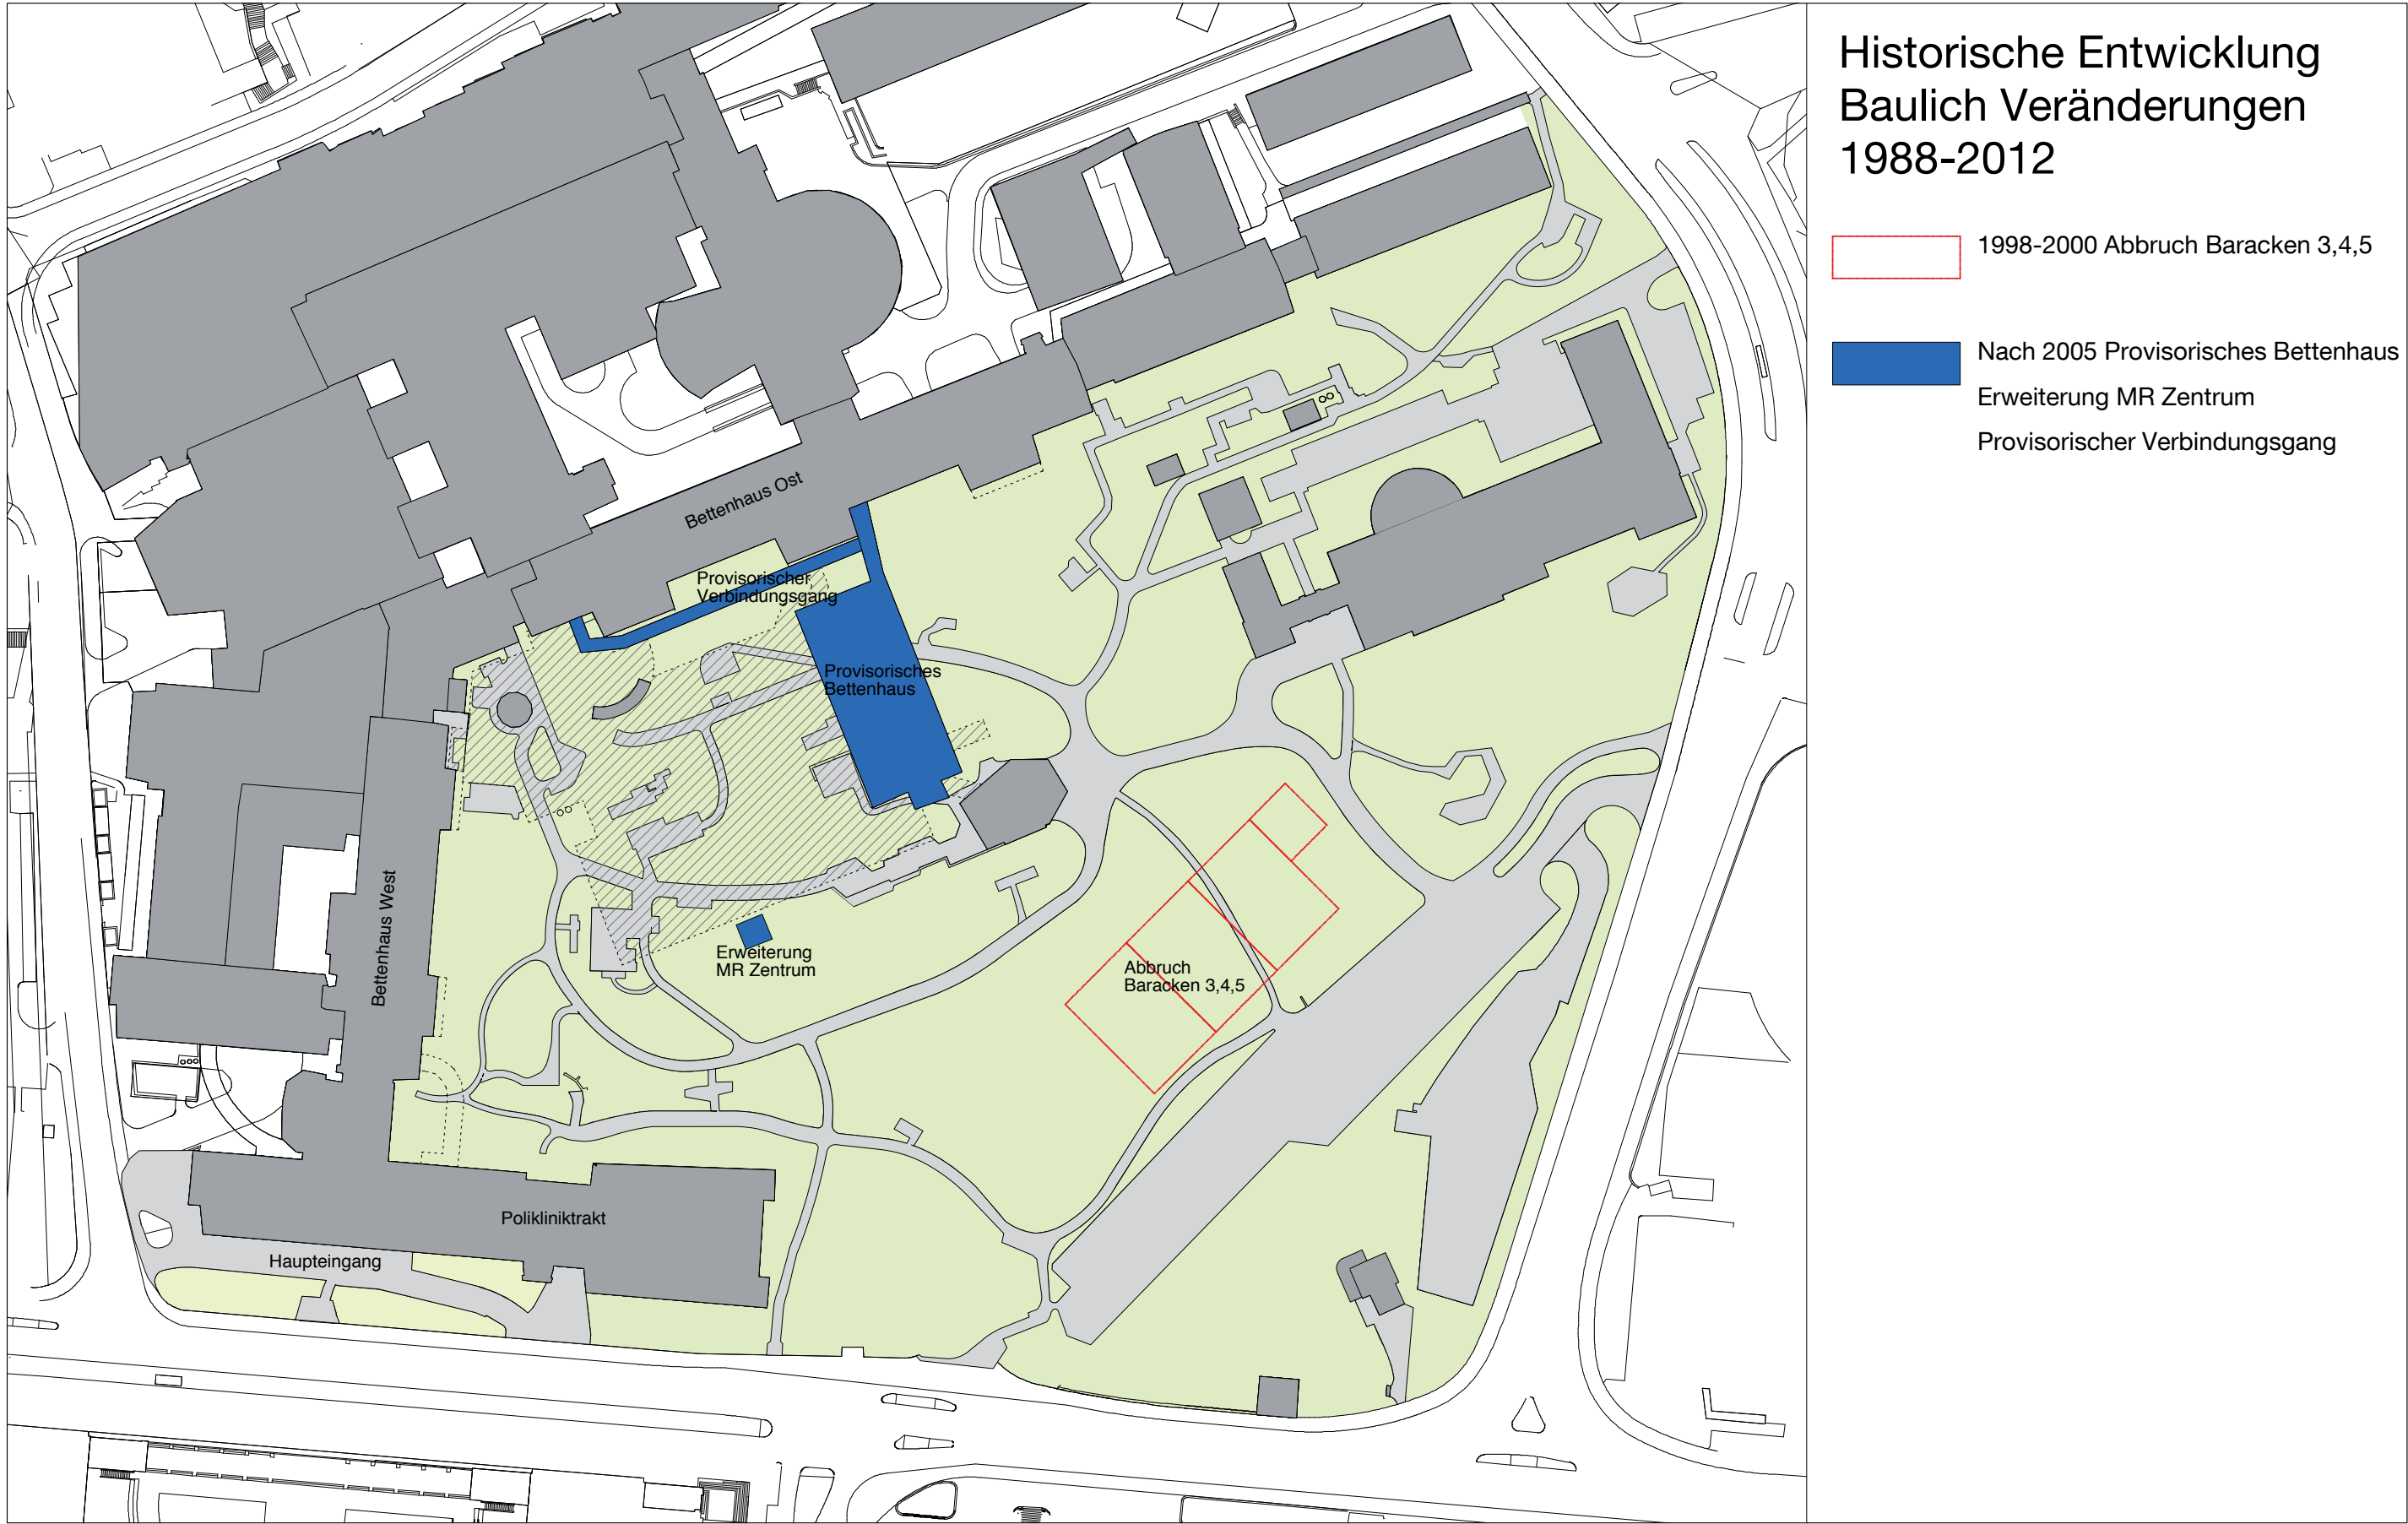 Historische Entwicklung
Baulich Veränderungen
1988-2012
1998-2000 Abbruch Baracken 3,4,5
Nach 2005 Provisorisches Bettenhaus
Erweiterung MR Zentrum
Provisorischer Verbindungsgang
Bettenhaus Ost
Provisorischer
Verbindungsgang
Provisorisches
Bettenhaus
Bettenhaus West
Erweiterung
MR Zentrum
Abbruch
Baracken 3,4,5
Polikliniktrakt
Haupteingang